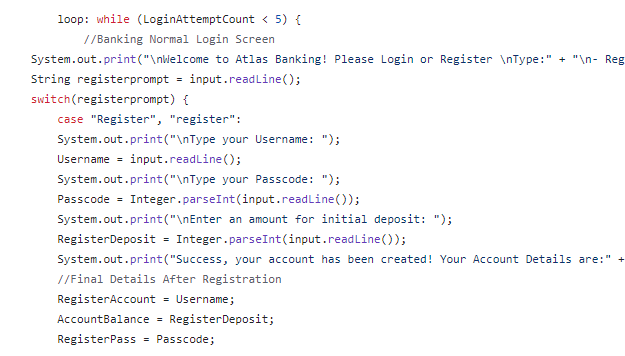 loop: while (LoginAttemptCount < 5) {
//Banking Normal Login Screen
System.out.print("\nWelcome to Atlas Banking! Please Login or Register \nType:" + "\n- Reg
String registerprompt = input.readLine();
switch(registerprompt) {
case "Register", "register":
System.out.print("\nType your Username: ");
Username = input.readLine();
System.out.print("\nType your Passcode: ");
Passcode = Integer.parseInt(input.readLine());
System.out.print("\nEnter an amount for initial deposit: ");
RegisterDeposit = Integer.parseInt(input.readLine());
System.out.print("Success, your account has been created! Your Account Details are:" +
//Final Details After Registration
RegisterAccount = Username;
AccountBalance = RegisterDeposit;
RegisterPass = Passcode;